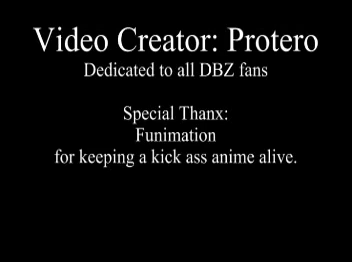 Video Creator: Protero
Dedicated to all DBZ fans
Special Thanx:
Funimation
for keeping a kick ass anime alive.